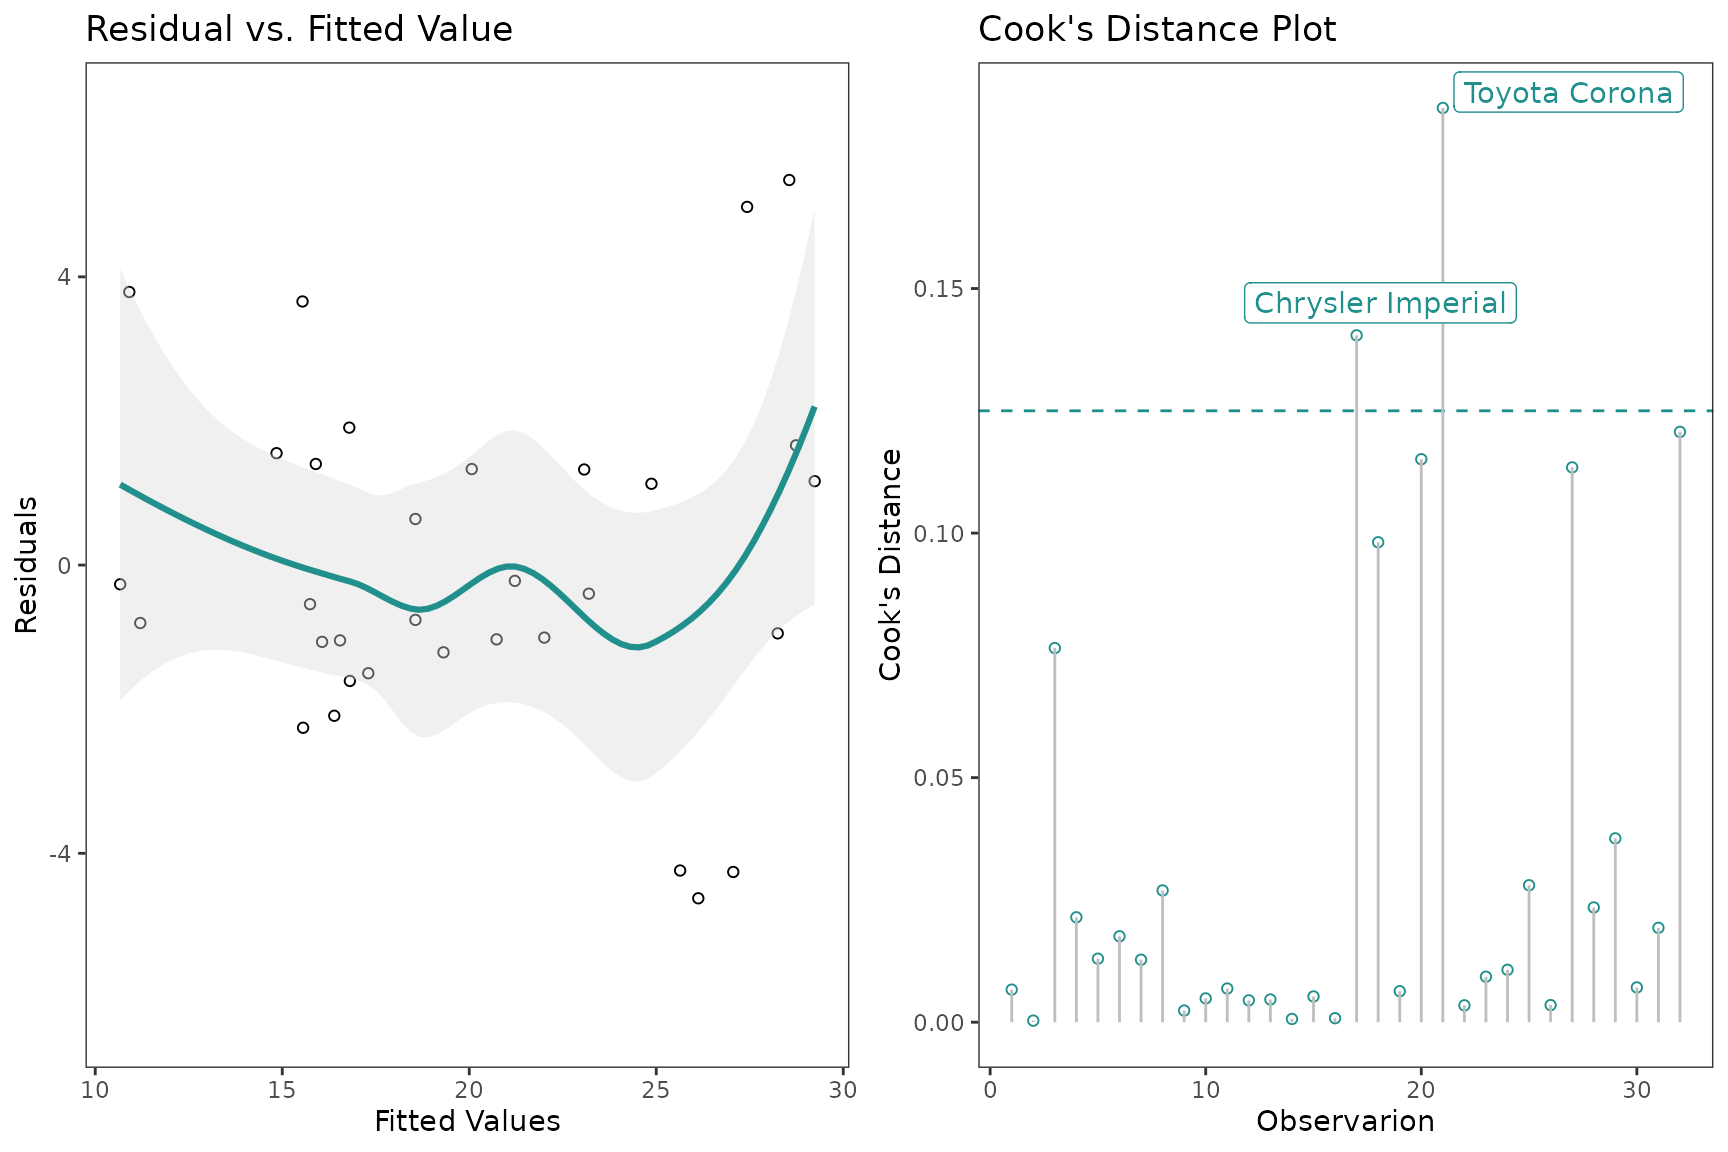 Residual vs. Fitted Value
4
0
-4
Residuals
10 15 20 25 30
Fitted Values
Cook's Distance Plot
Toyota Corona
Chrysler Imperial
0.15
0.10
0.05
0.00
Cook's Distance
0 10 20 30
Observarion